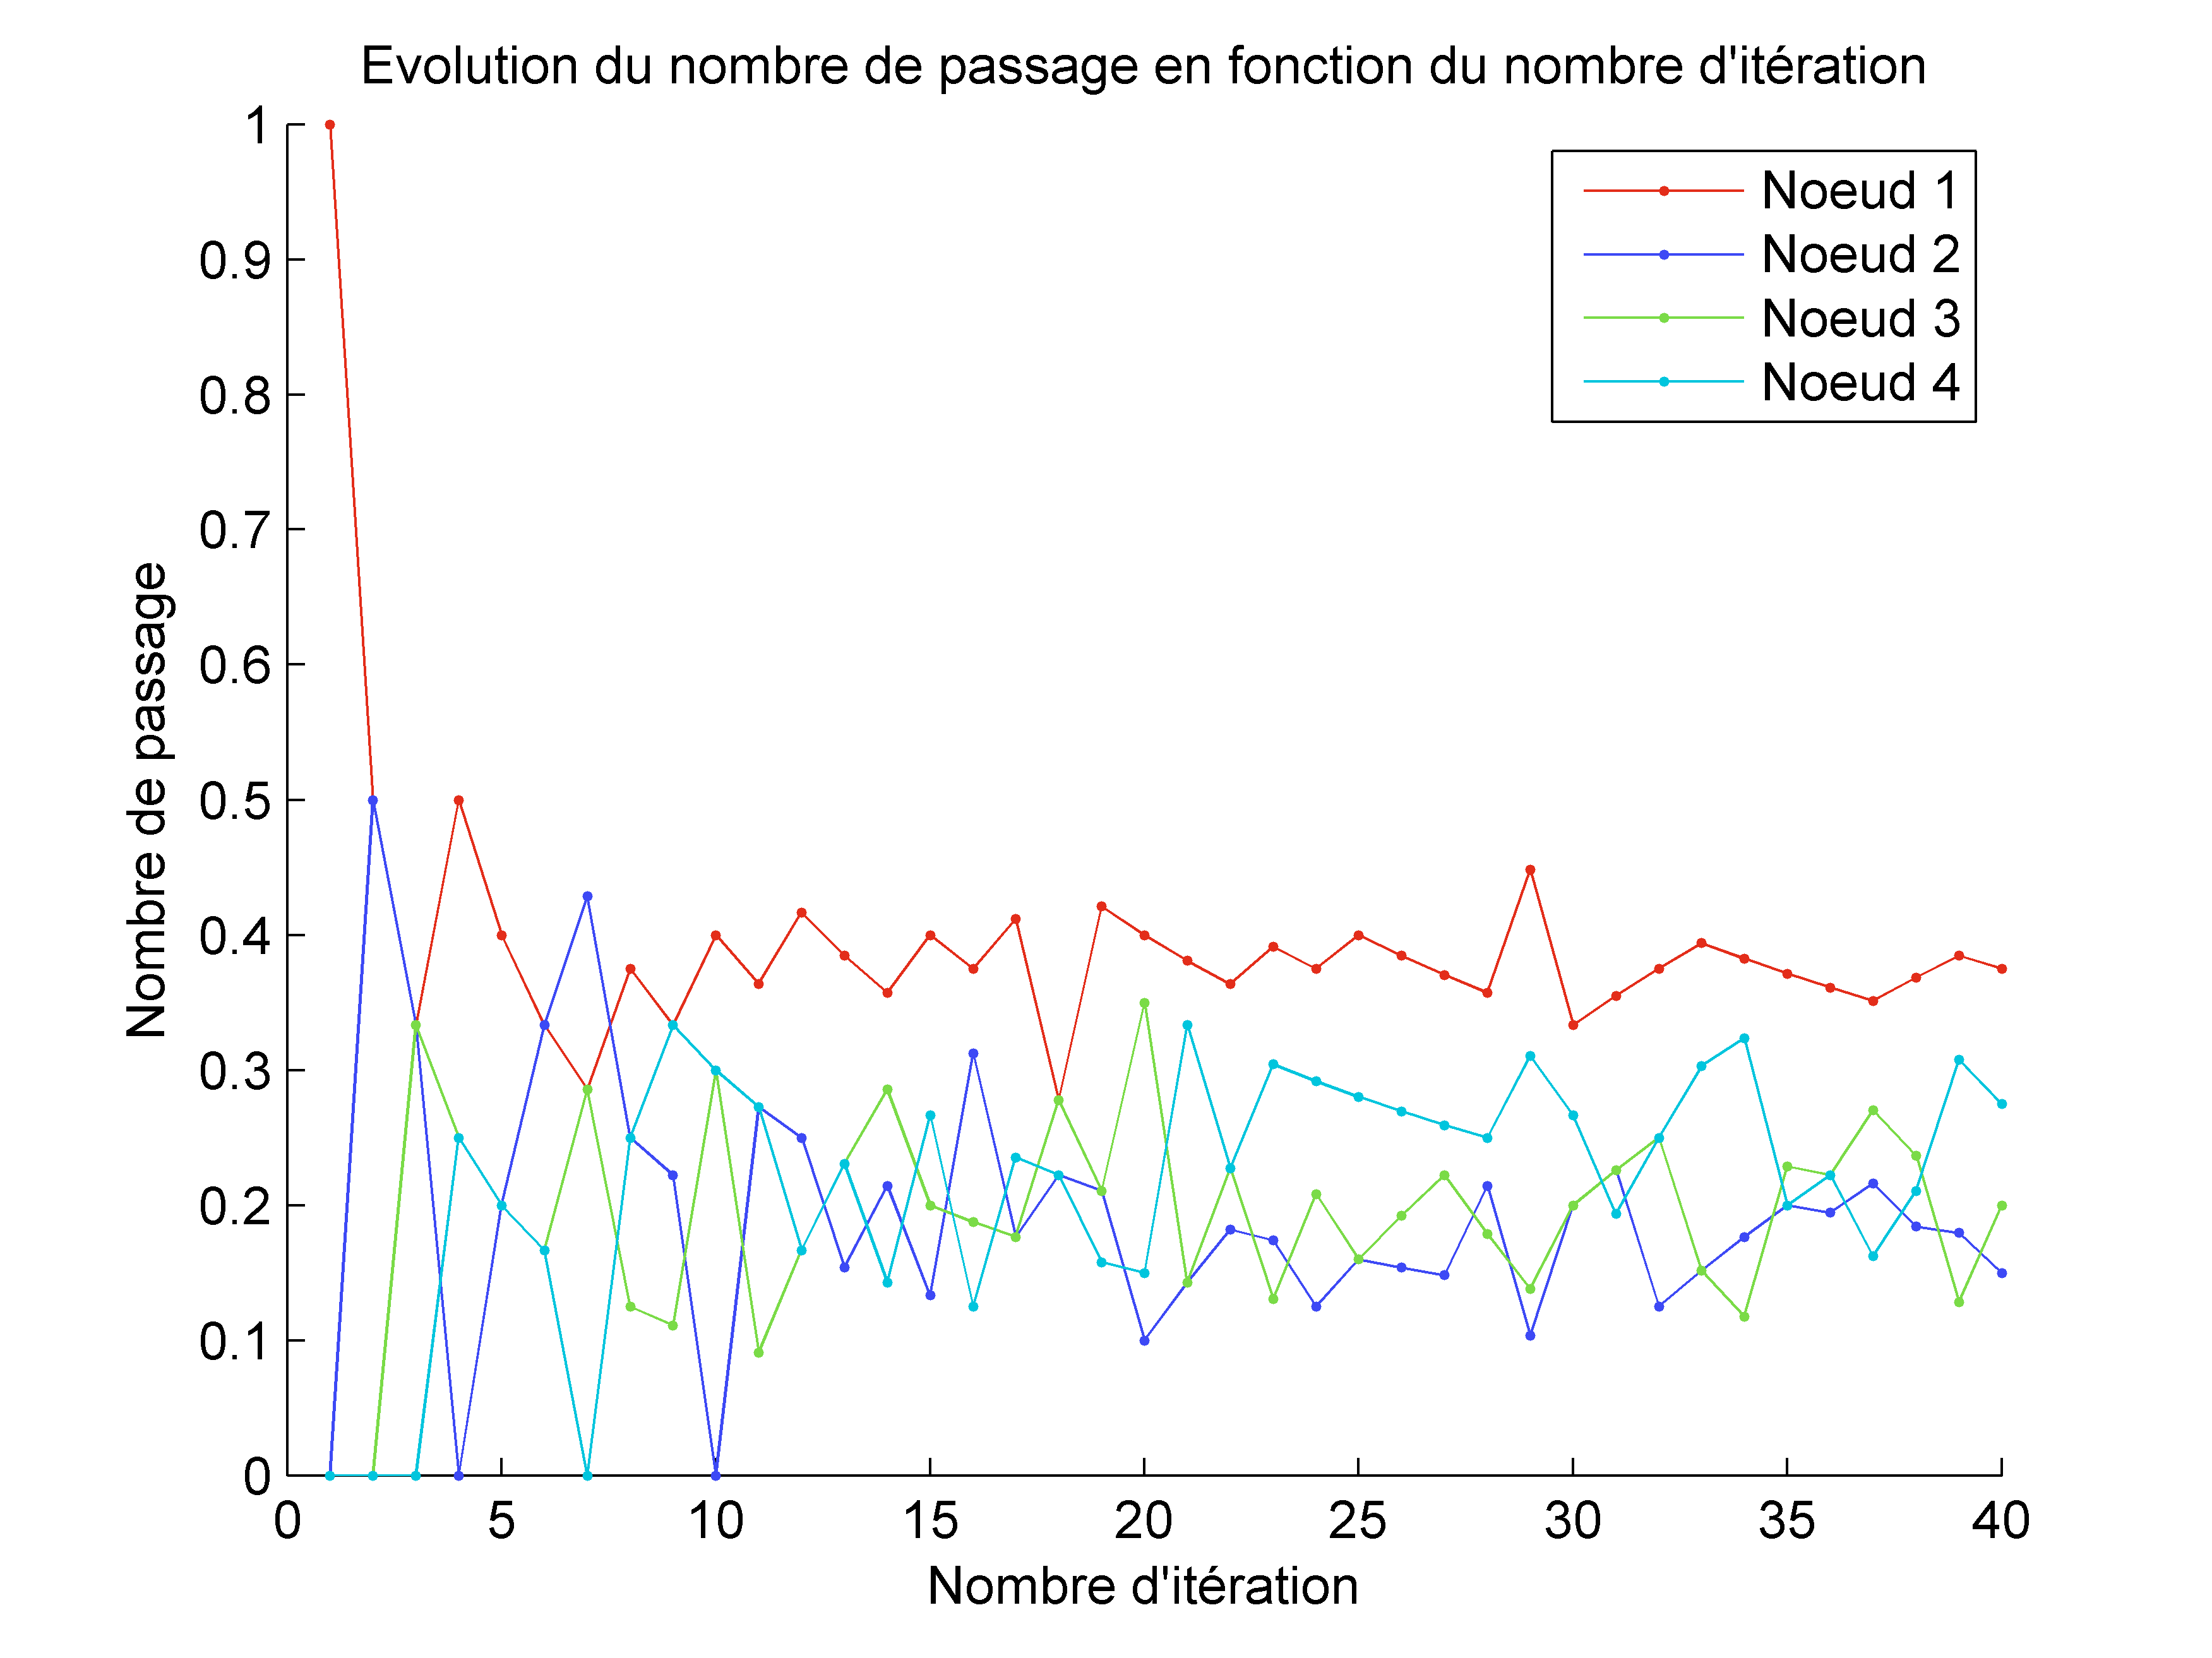 Evolution du nombre de passage en fonction du nombre d'itération
1
0.9
0.8
0.7
0.6
0.5
0.4
0.3
0.2
0.1
0
Nombre de passage
Noeud 1
Noeud 2
Noeud 3
Noeud 4
0 5 10 15 20 25 30 35 40
Nombre d'itération